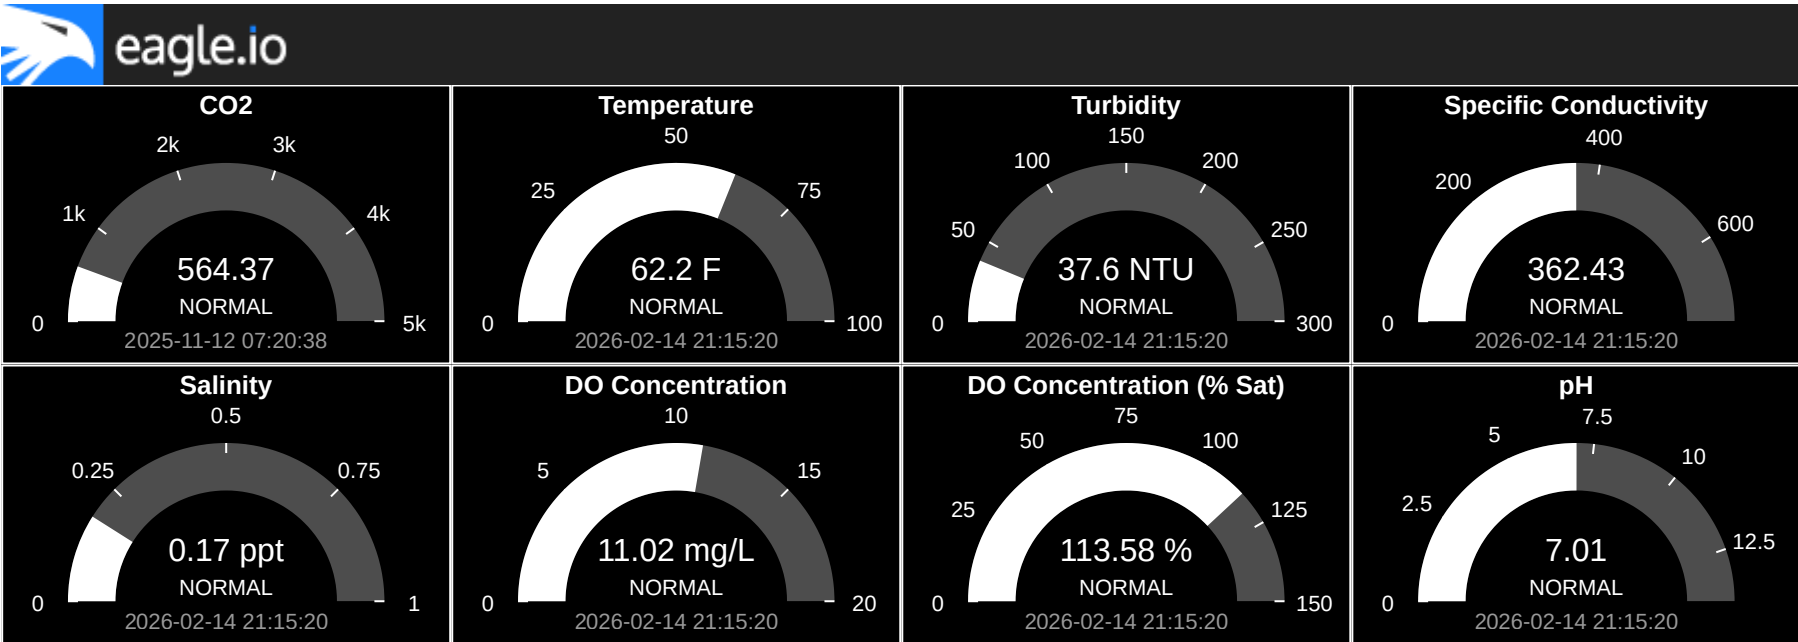 eagle.io
CO2
0
1k
2k
3k
4k
5k
564.37
NORMAL
2025-11-12 07:20:38
Temperature
0
25
50
75
100
62.2 F
NORMAL
2026-02-14 21:15:20
Turbidity
0
50
100
150
200
250
300
37.6 NTU
NORMAL
2026-02-14 21:15:20
Specific Conductivity
0
200
400
600
362.43
NORMAL
2026-02-14 21:15:20
Salinity
0
0.25
0.5
0.75
1
0.17 ppt
NORMAL
2026-02-14 21:15:20
DO Concentration
0
5
10
15
20
11.02 mg/L
NORMAL
2026-02-14 21:15:20
DO Concentration (% Sat)
0
25
50
75
100
125
150
113.58 %
NORMAL
2026-02-14 21:15:20
pH
0
2.5
5
7.5
10
12.5
7.01
NORMAL
2026-02-14 21:15:20